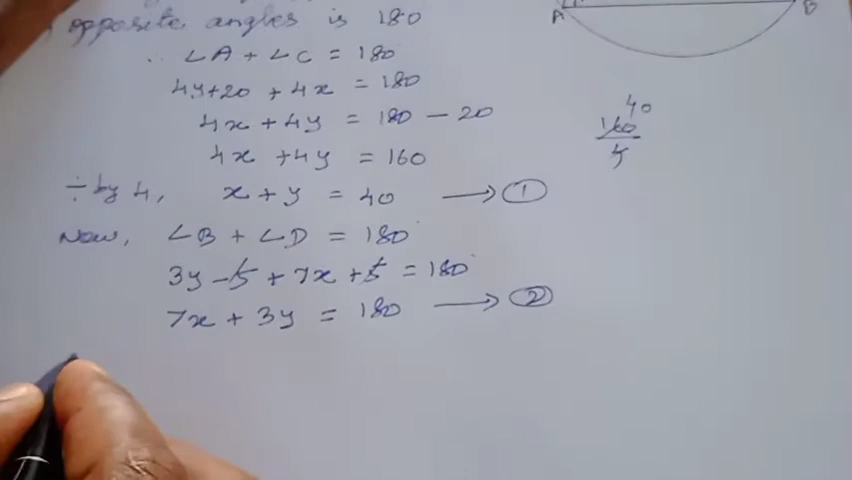 opposite angles is 180
A B
∴ ∠A + ∠C = 180
4y+20 + 4x = 180
4x + 4y = 180 - 20
4x + 4y = 160
40
160
4
÷ by 4, x + y = 40 → 1
Now, ∠B + ∠D = 180
3y - 5 + 7x + 5 = 180
7x + 3y = 180 → 2